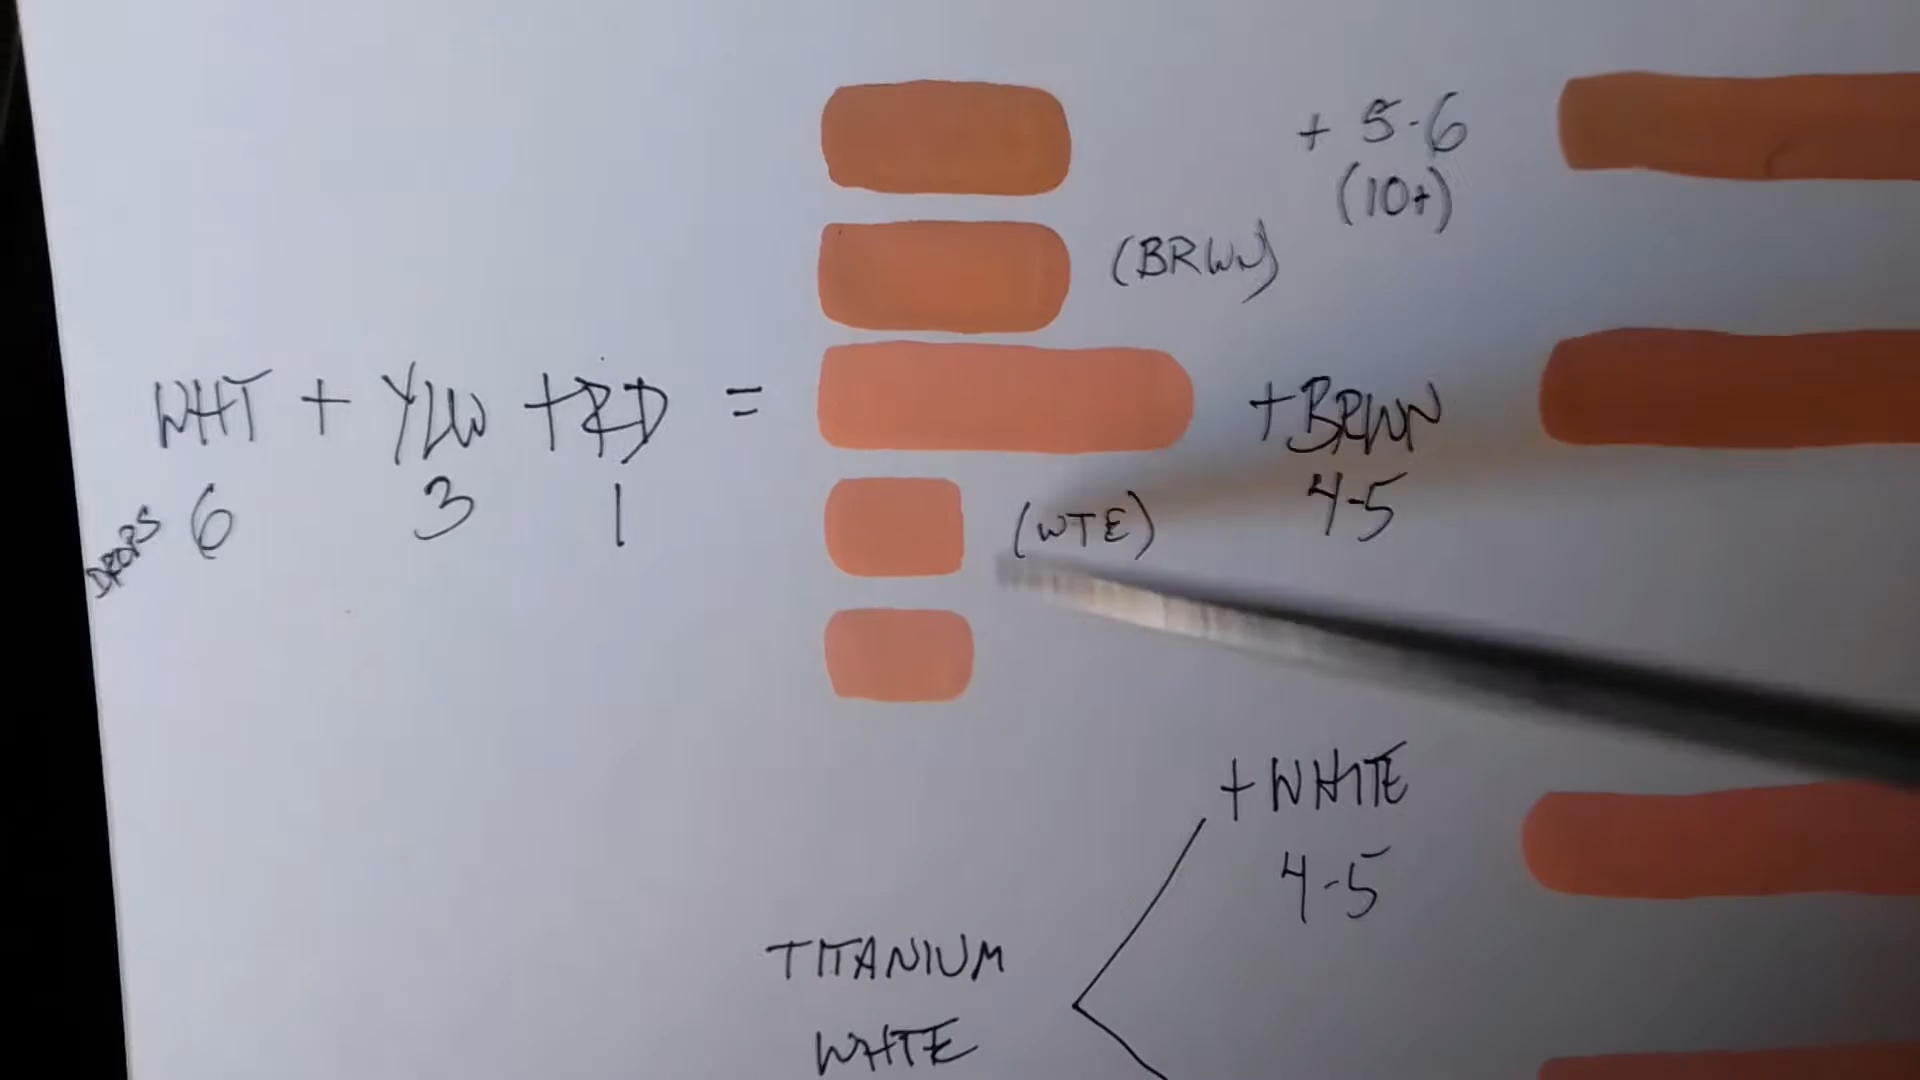 + 5-6
(10+)
(BRWN)
WHT + YLW + RD = + BRWN
DROPS 6 3 1 4-5
(WTE)
+ WHITE
4-5
TITANIUM
WHTE